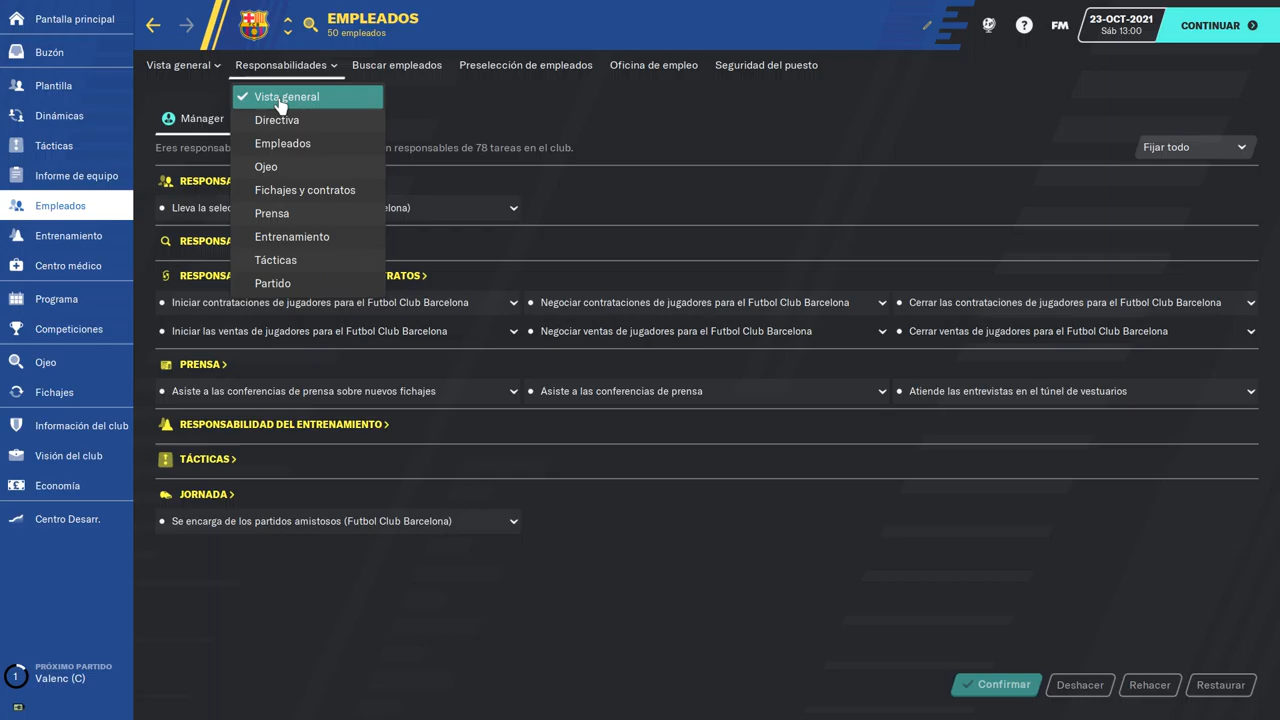 Pantalla principal
Buzón
Plantilla
Dinámicas
Tácticas
Informe de equipo
Empleados
Entrenamiento
Centro médico
Programa
Competiciones
Ojeo
Fichajes
Información del club
Visión del club
Economía
Centro Desarr.
PRÓXIMO PARTIDO
1 Valenc (C)
EMPLEADOS
50 empleados
? FM
23-OCT-2021
Sáb 13:00
CONTINUAR
Vista general Responsabilidades Buscar empleados Preselección de empleados Oficina de empleo Seguridad del puesto
Vista general
Directiva
Empleados
Ojeo
Fichajes y contratos
Prensa
Entrenamiento
Tácticas
Partido
Mánager
Eres responsab n responsables de 78 tareas en el club.
Fijar todo
RESPONSA
Lleva la selec elona)
RESPONSA
RESPONSA TRATOS >
Iniciar contrataciones de jugadores para el Futbol Club Barcelona Negociar contrataciones de jugadores para el Futbol Club Barcelona Cerrar las contrataciones de jugadores para el Futbol Club Barcelona
Iniciar las ventas de jugadores para el Futbol Club Barcelona Negociar ventas de jugadores para el Futbol Club Barcelona Cerrar ventas de jugadores para el Futbol Club Barcelona
PRENSA >
Asiste a las conferencias de prensa sobre nuevos fichajes Asiste a las conferencias de prensa Atiende las entrevistas en el túnel de vestuarios
RESPONSABILIDAD DEL ENTRENAMIENTO >
TÁCTICAS >
JORNADA >
Se encarga de los partidos amistosos (Futbol Club Barcelona)
Confirmar Deshacer Rehacer Restaurar